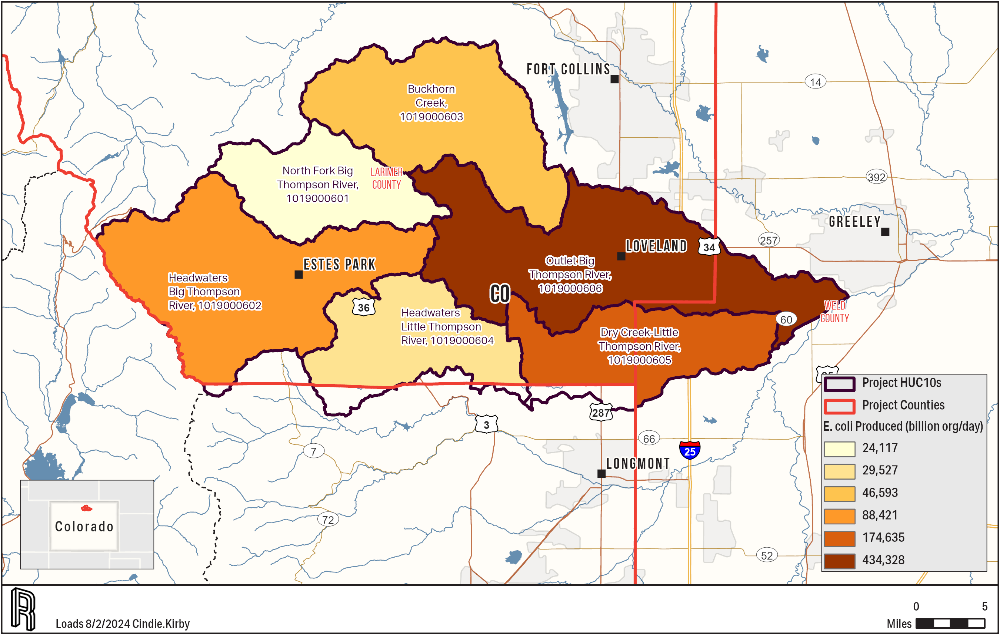 FORT COLLINS
14
Buckhorn
Creek,
1019000603
North Fork Big
Thompson River,
1019000601
LARIMER
COUNTY
392
GREELEY
257
LOVELAND
34
ESTES PARK
Outlet Big
Thompson River,
1019000606
Headwaters
Big Thompson
River, 1019000602
CO
36
WELD
COUNTY
60
Headwaters
Little Thompson
River, 1019000604
Dry Creek-Little
Thompson River,
1019000605
287
3
66
7
25
LONGMONT
72
52
Colorado
Project HUC10s
Project Counties
E. coli Produced (billion org/day)
24,117
29,527
46,593
88,421
174,635
434,328
R
Loads 8/2/2024 Cindie.Kirby
0 5
Miles